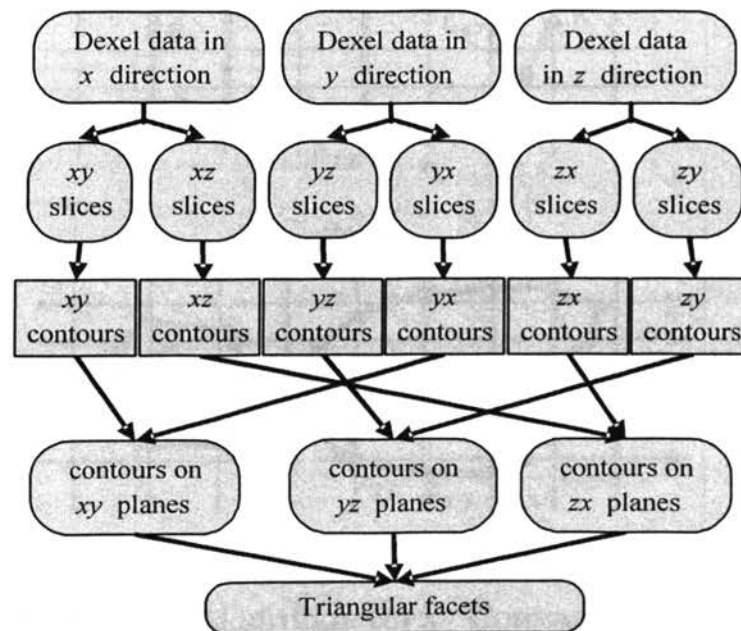 Dexel data in
x direction
Dexel data in
y direction
Dexel data
in z direction
xy
slices
xz
slices
yz
slices
yx
slices
zx
slices
zy
slices
xy
contours
xz
contours
yz
contours
yx
contours
zx
contours
zy
contours
contours on
xy planes
contours on
yz planes
contours on
zx planes
Triangular facets